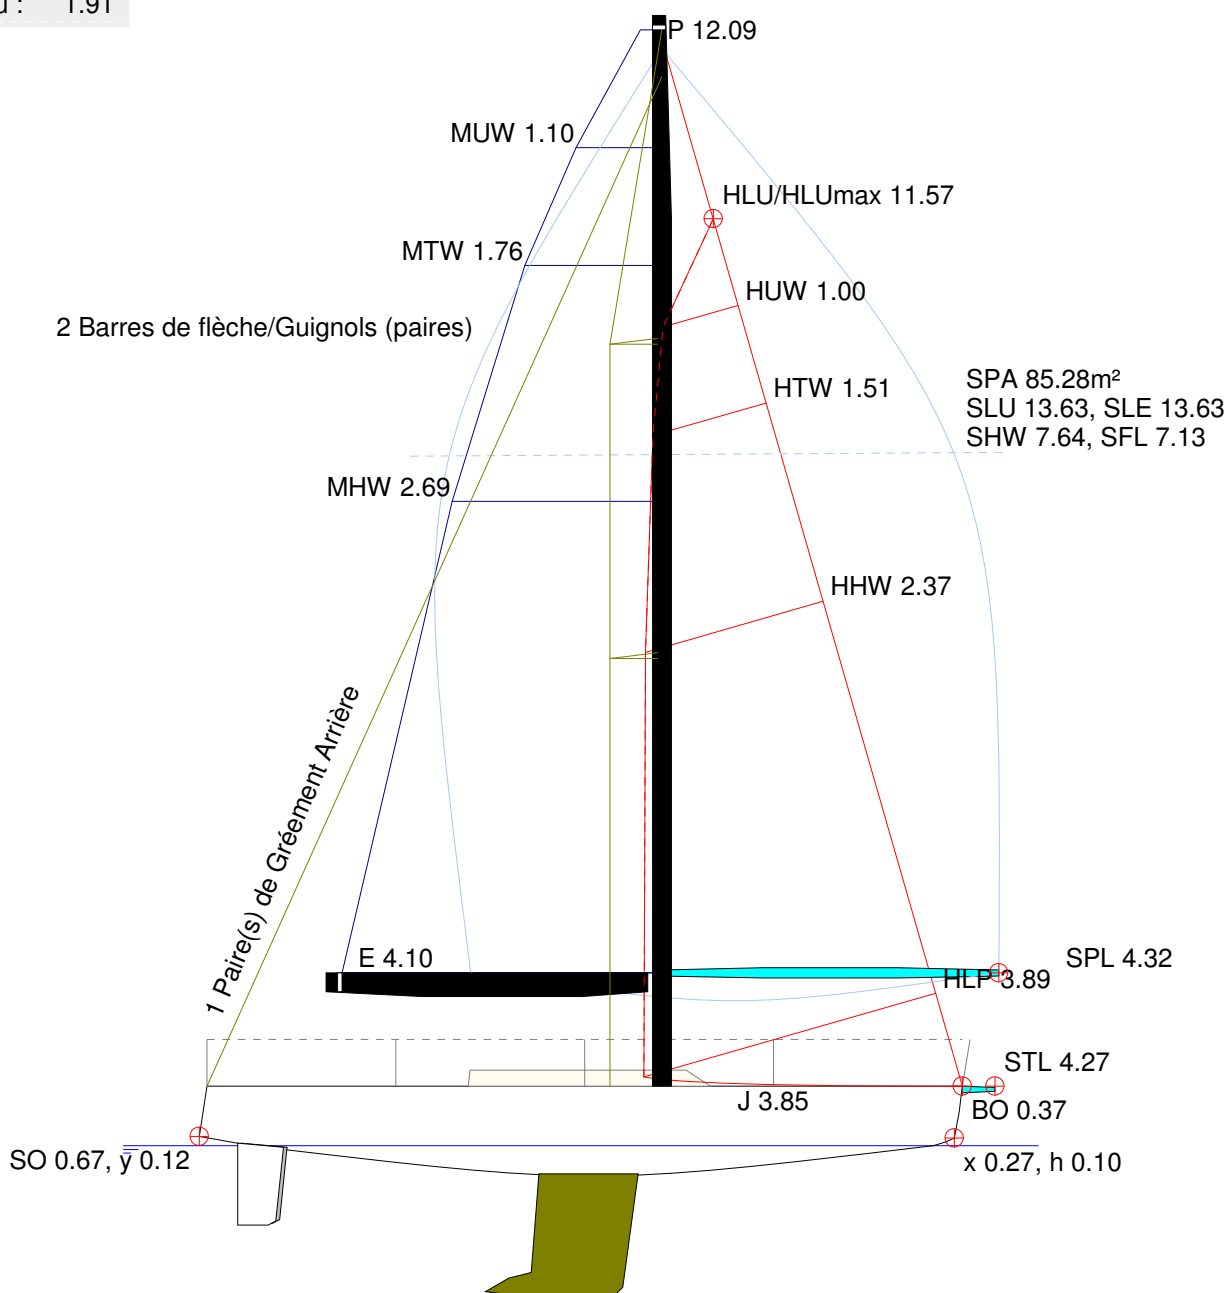 1.91
P 12.09
MUW 1.10
HLU/HLUmax 11.57
MTW 1.76
HUW 1.00
2 Barres de flèche/Guignols (paires)
SPA 85.28m²
SLU 13.63, SLE 13.63
SHW 7.64, SFL 7.13
HTW 1.51
MHW 2.69
HHW 2.37
1 Paire(s) de Gréement Arrière
E 4.10
SPL 4.32
HLP 3.89
STL 4.27
J 3.85
BO 0.37
SO 0.67, y 0.12
x 0.27, h 0.10